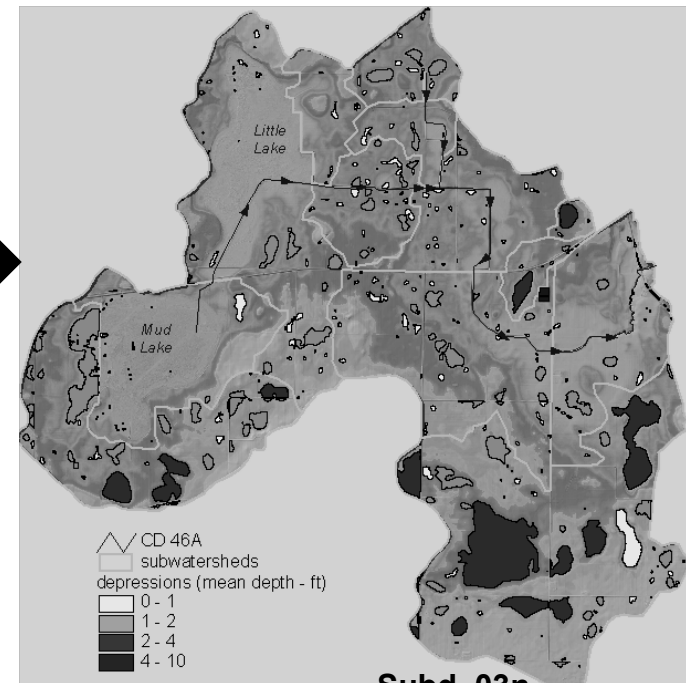 Little
Lake
Mud
Lake
CD 46A
subwatersheds
depressions (mean depth - ft)
0 - 1
1 - 2
2 - 4
4 - 10